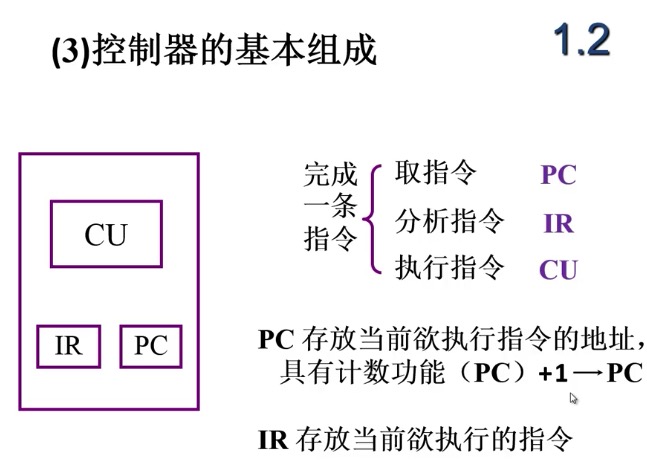 (3)控制器的基本组成
1.2
CU
IR
PC
完成
一条
指令
取指令 PC
分析指令 IR
执行指令 CU
PC 存放当前欲执行指令的地址，
具有计数功能（PC）+1→PC
IR 存放当前欲执行的指令